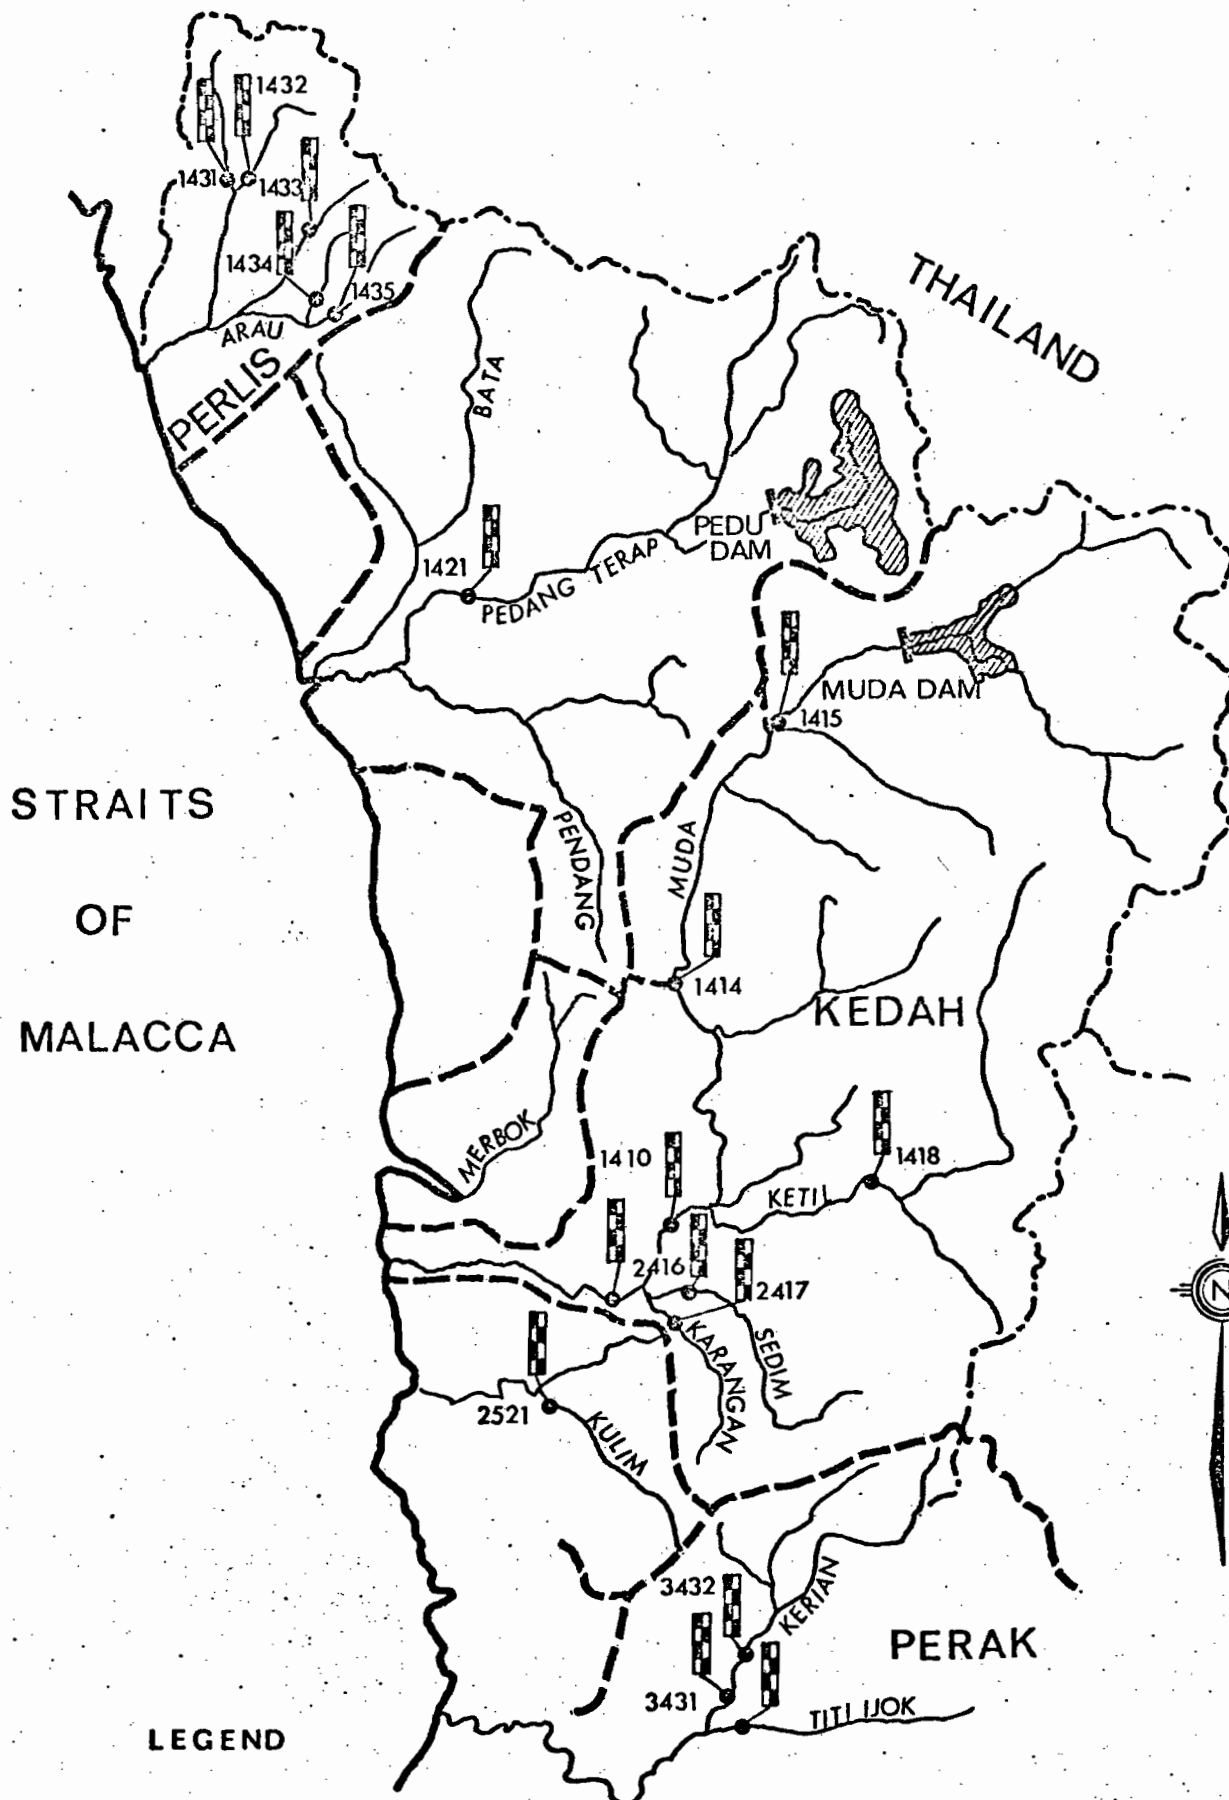 1432
1431
1433
1434
1435
ARAU
PERLIS
THAILAND
BATA
PEDU
DAM
1421
PEDANG TERAP
MUDA DAM
1415
STRAITS
OF
MALACCA
PENDANG
MUDA
1414
KEDAH
MERBOK
1410
1418
KETIL
2416
2417
N
KARANGAN
SEDIM
2521
KULIM
3432
KERIAN
PERAK
3431
TITI IJOK
LEGEND